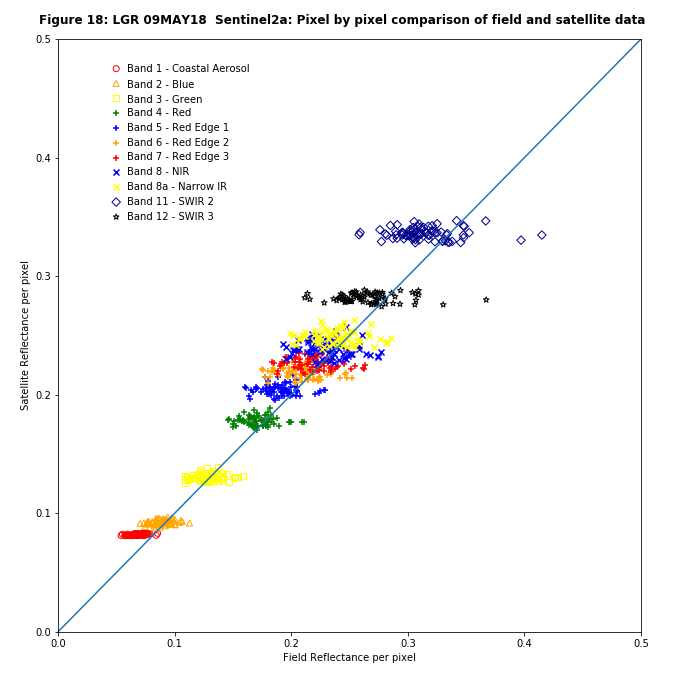 Figure 18: LGR 09MAY18  Sentinel2a: Pixel by pixel comparison of field and satellite data
0.5
Band 1 - Coastal Aerosol
Band 2 - Blue
Band 3 - Green
Band 4 - Red
Band 5 - Red Edge 1
Band 6 - Red Edge 2
Band 7 - Red Edge 3
Band 8 - NIR
Band 8a - Narrow IR
Band 11 - SWIR 2
Band 12 - SWIR 3
0.4
0.3
0.2
0.1
0.0
Satellite Reflectance per pixel
0.0 0.1 0.2 0.3 0.4 0.5
Field Reflectance per pixel